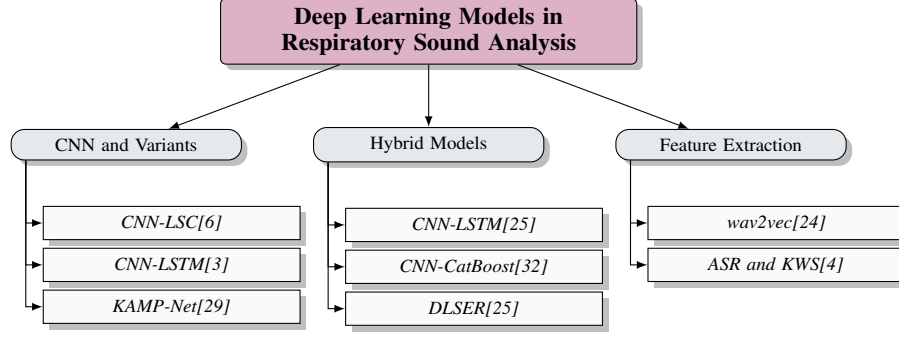 Deep Learning Models in
Respiratory Sound Analysis
CNN and Variants
CNN-LSC[6]
CNN-LSTM[3]
KAMP-Net[29]
Hybrid Models
CNN-LSTM[25]
CNN-CatBoost[32]
DLSER[25]
Feature Extraction
wav2vec[24]
ASR and KWS[4]